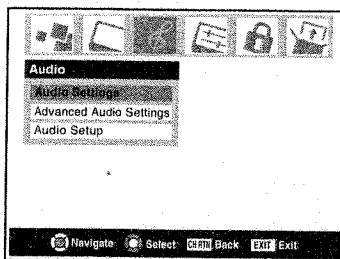 Audio
Audio Settings
Advanced Audio Settings
Audio Setup
Navigate Select CH RTN Back EXIT Exit